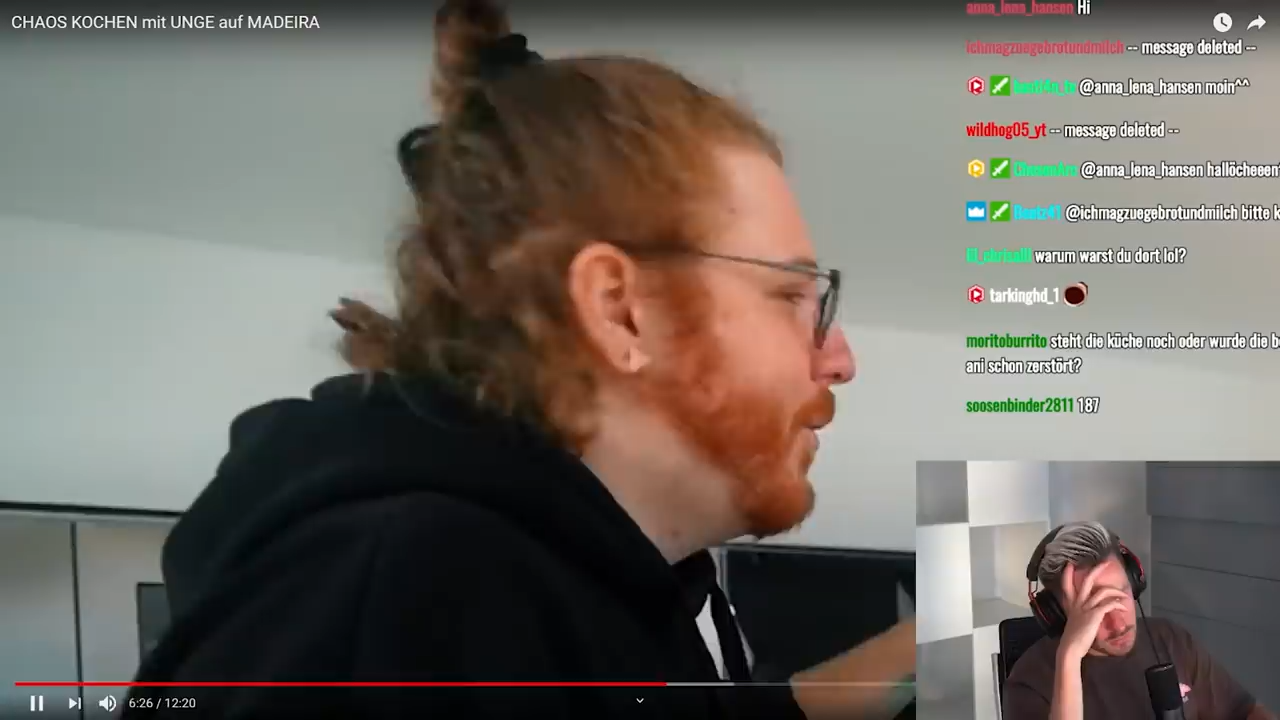 CHAOS KOCHEN mit UNGE auf MADEIRA
anna_lena_hansen Hi
ichmagzuegebrotundmilch -- message deleted --
@anna_lena_hansen moin^^
wildhog05_yt -- message deleted --
@anna_lena_hansen hallöcheeen
@ichmagzuegebrotundmilch bitte k
warum warst du dort lol?
tarkinghd_1
moritoburrito steht die küche noch oder wurde die b
ani schon zerstört?
soosenbinder2811 187
6:26 / 12:20